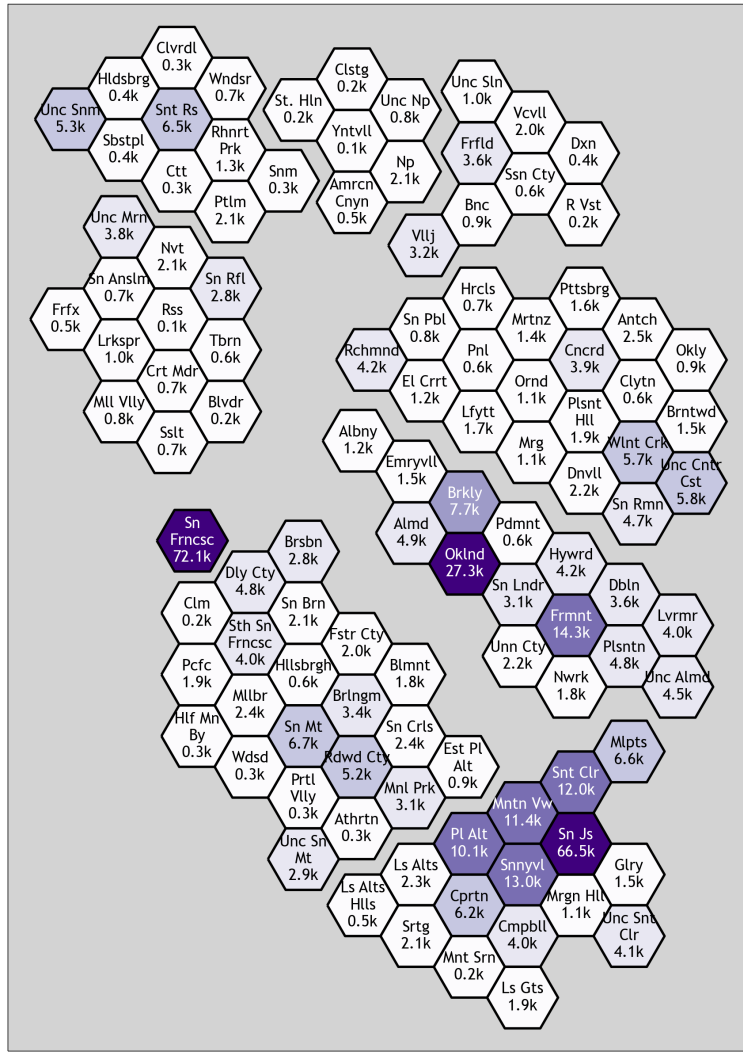 Clvrdl
0.3k
Hldsbrg
0.4k
Wndsr
0.7k
Unc Snm
5.3k
Snt Rs
6.5k
Sbstpl
0.4k
Rhnrt
Prk
1.3k
Ctt
0.3k
Snm
0.3k
Ptlm
2.1k
Clstg
0.2k
St. Hln
0.2k
Unc Np
0.8k
Yntvll
0.1k
Np
2.1k
Amrcn
Cnyn
0.5k
Unc Sln
1.0k
Vcvll
2.0k
Frfld
3.6k
Dxn
0.4k
Ssn Cty
0.6k
Bnc
0.9k
R Vst
0.2k
Vllj
3.2k
Unc Mrn
3.8k
Nvt
2.1k
Sn Anslm
0.7k
Sn Rfl
2.8k
Frfx
0.5k
Rss
0.1k
Lrkspr
1.0k
Tbrn
0.6k
Crt Mdr
0.7k
Mll Vlly
0.8k
Blvdr
0.2k
Sslt
0.7k
Hrcls
0.7k
Pttsbrg
1.6k
Sn Pbl
0.8k
Mrtnz
1.4k
Antch
2.5k
Rchmnd
4.2k
Pnl
0.6k
Cncrd
3.9k
Okly
0.9k
El Crrt
1.2k
Ornd
1.1k
Clytn
0.6k
Lfytt
1.7k
Plsnt
Hll
1.9k
Brntwd
1.5k
Mrg
1.1k
Wlnt Crk
5.7k
Dnvll
2.2k
Unc Cntr
Cst
5.8k
Sn Rmn
4.7k
Albny
1.2k
Emryvll
1.5k
Brkly
7.7k
Almd
4.9k
Pdmnt
0.6k
Oklnd
27.3k
Hywrd
4.2k
Sn Lndr
3.1k
Dbln
3.6k
Frmnt
14.3k
Lvrmr
4.0k
Unn Cty
2.2k
Plsntn
4.8k
Nwrk
1.8k
Unc Almd
4.5k
Sn
Frncsc
72.1k
Brsbn
2.8k
Dly Cty
4.8k
Clm
0.2k
Sn Brn
2.1k
Sth Sn
Frncsc
4.0k
Fstr Cty
2.0k
Pcfc
1.9k
Hllsbrgh
0.6k
Blmnt
1.8k
Mllbr
2.4k
Brlngm
3.4k
Hlf Mn
By
0.3k
Sn Mt
6.7k
Sn Crls
2.4k
Wdsd
0.3k
Rdwd Cty
5.2k
Est Pl
Alt
0.9k
Prtl
Vlly
0.3k
Mnl Prk
3.1k
Athrtn
0.3k
Unc Sn
Mt
2.9k
Mlpts
6.6k
Snt Clr
12.0k
Mntn Vw
11.4k
Pl Alt
10.1k
Sn Js
66.5k
Ls Alts
2.3k
Snnyvl
13.0k
Glry
1.5k
Ls Alts
Hlls
0.5k
Cprtn
6.2k
Mrgn Hll
1.1k
Srtg
2.1k
Cmpbll
4.0k
Unc Snt
Clr
4.1k
Mnt Srn
0.2k
Ls Gts
1.9k